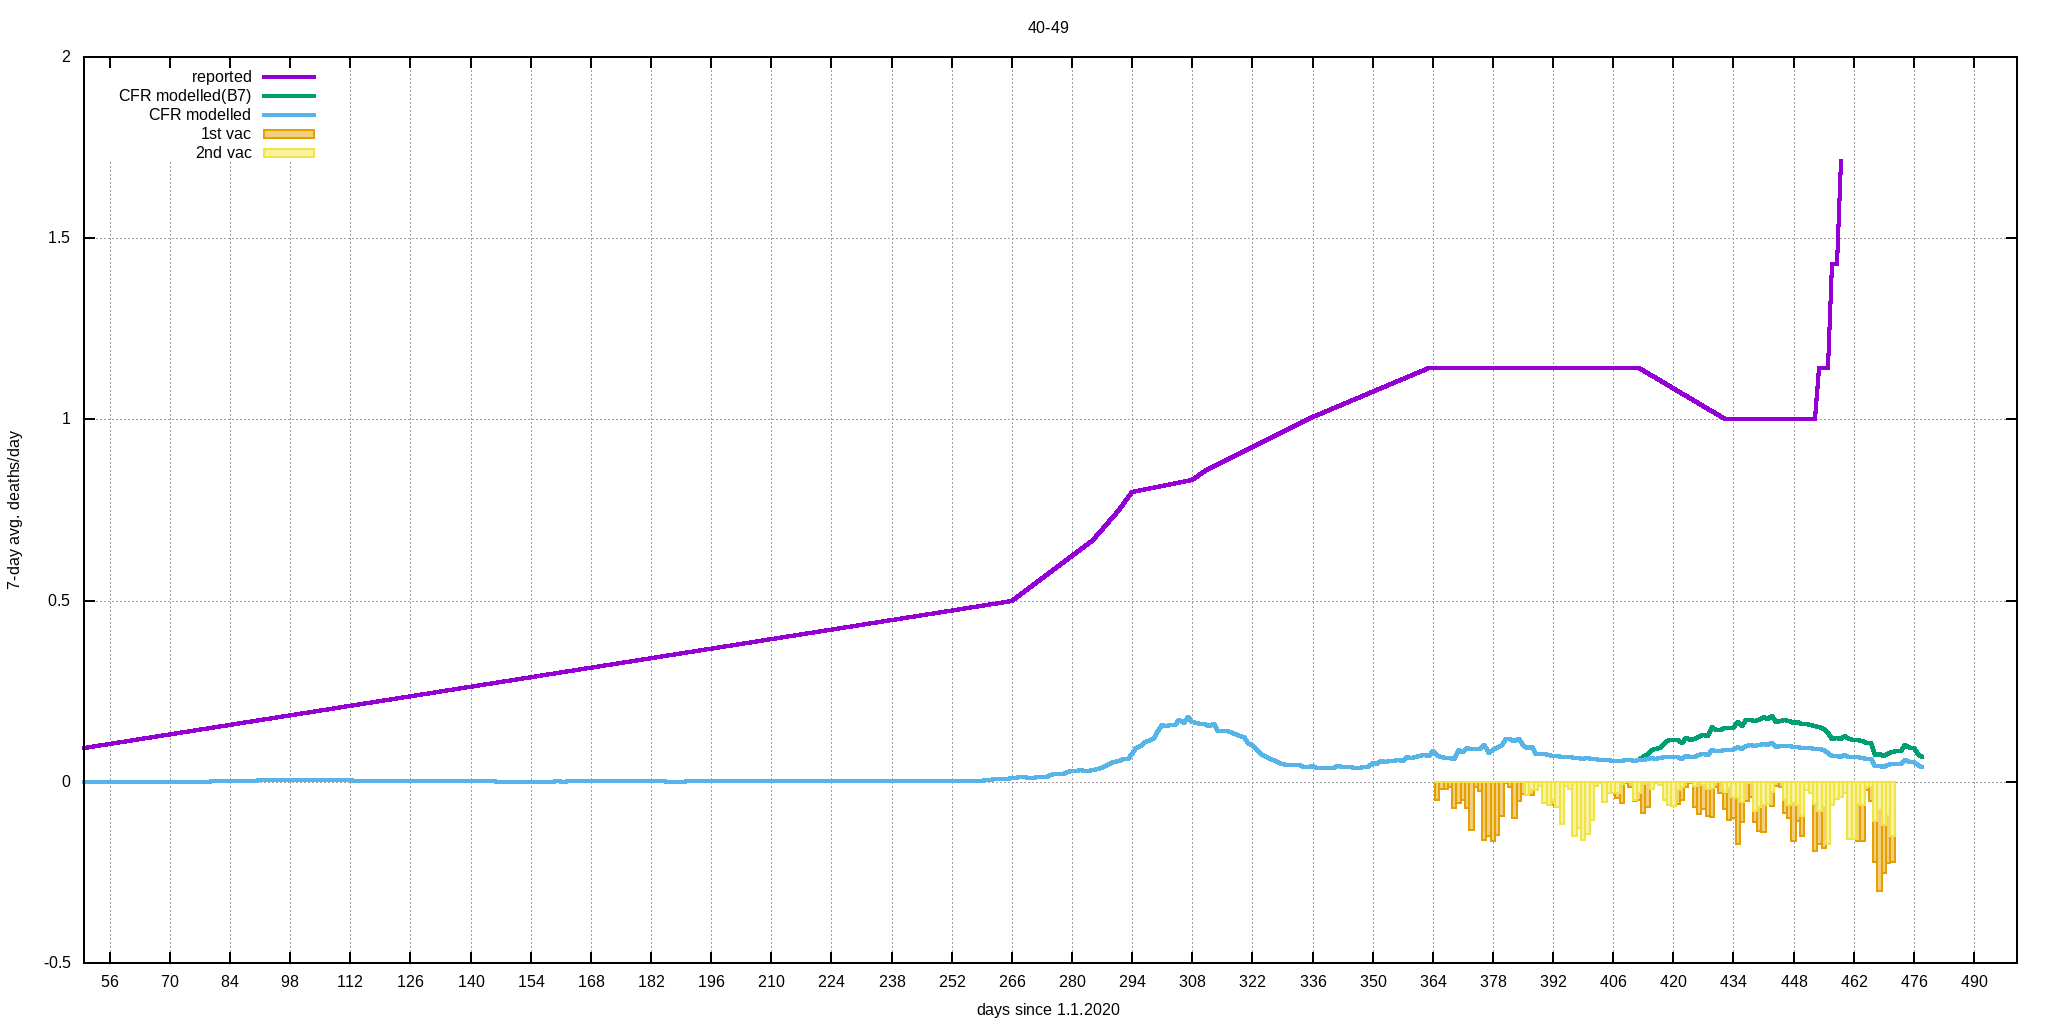 40-49
reported
CFR modelled(B7)
CFR modelled
1st vac
2nd vac
2
1.5
1
0.5
0
-0.5
7-day avg. deaths/day
56 70 84 98 112 126 140 154 168 182 196 210 224 238 252 266 280 294 308 322 336 350 364 378 392 406 420 434 448 462 476 490
days since 1.1.2020